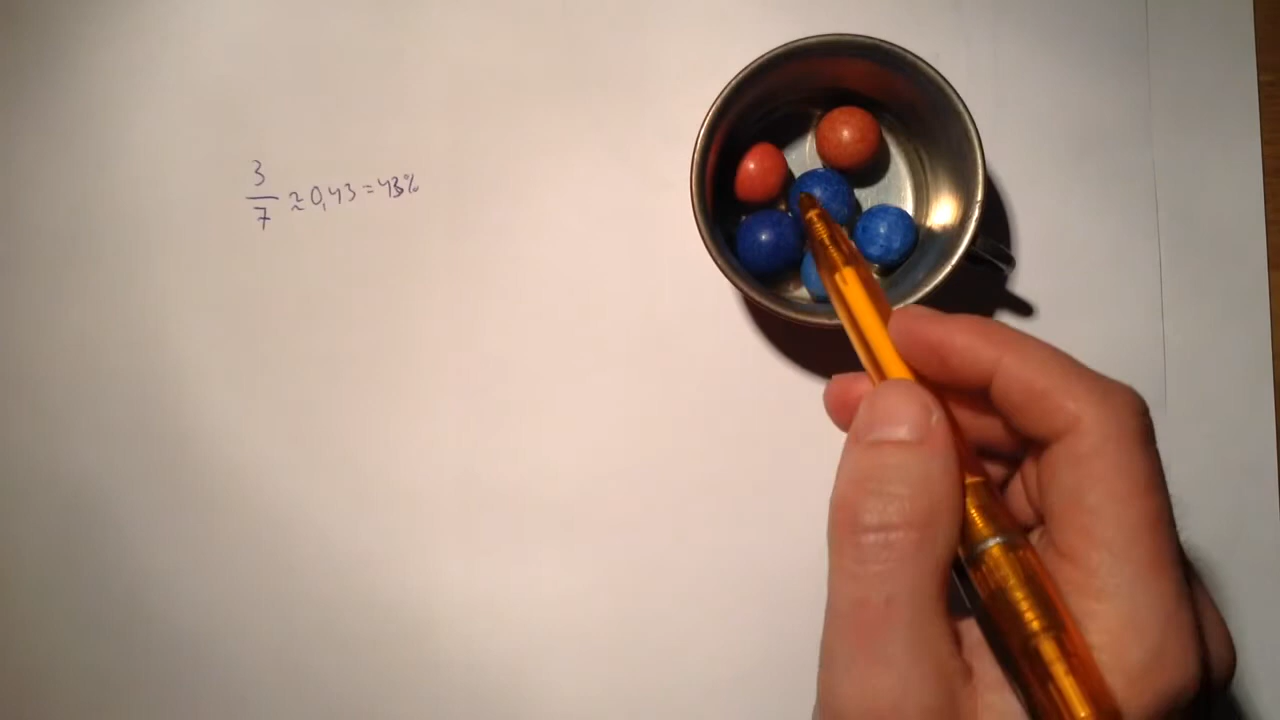 3
7 ≈ 0,43 = 43%